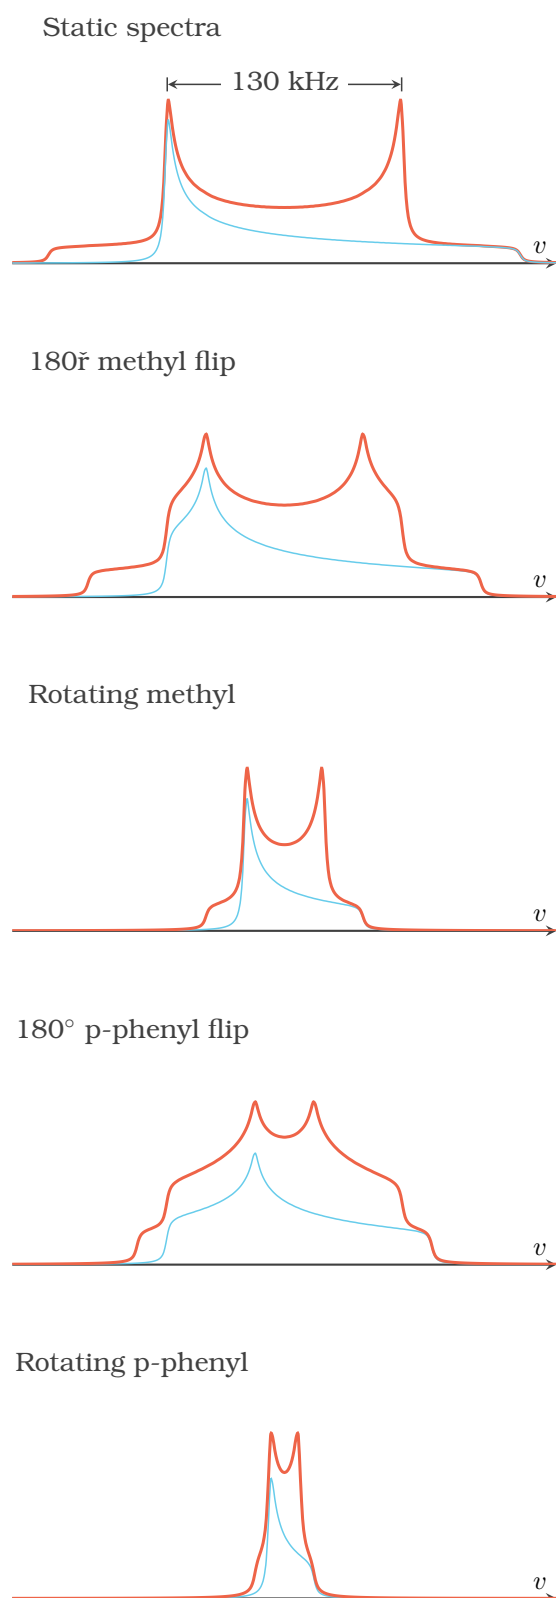 Static spectra
130 kHz
ν
180ř methyl flip
ν
Rotating methyl
ν
180° p-phenyl flip
ν
Rotating p-phenyl
ν